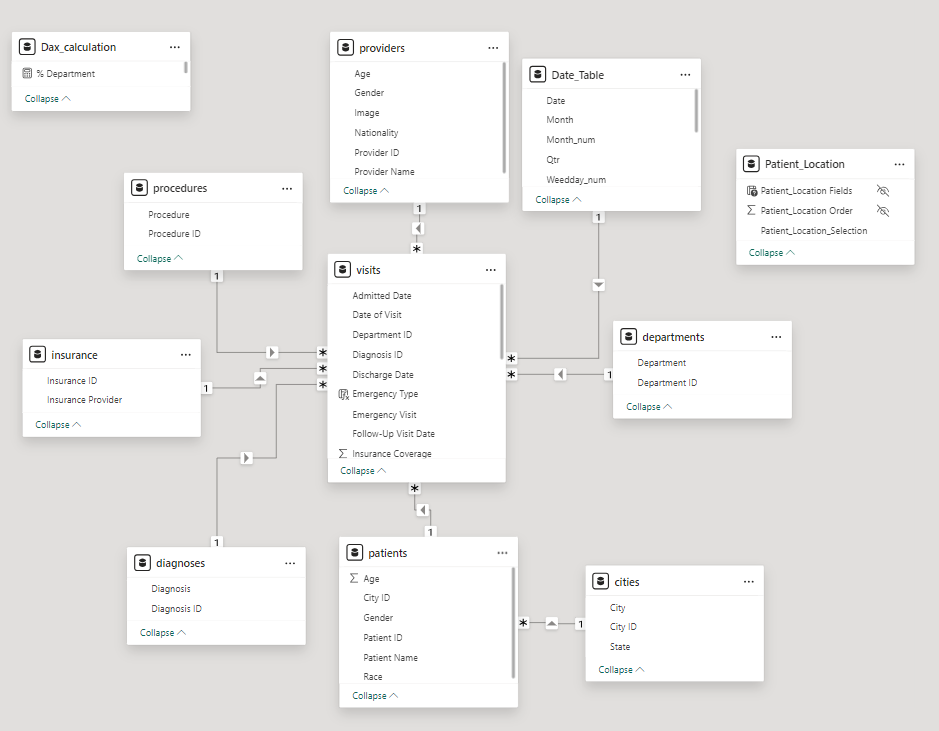 Dax_calculation
% Department
Collapse
providers
Age
Gender
Image
Nationality
Provider ID
Provider Name
Collapse
Date_Table
Date
Month
Month_num
Qtr
Weedday_num
Collapse
Patient_Location
Patient_Location Fields
Patient_Location Order
Patient_Location_Selection
Collapse
procedures
Procedure
Procedure ID
Collapse
1
1
*
1
visits
Admitted Date
Date of Visit
Department ID
Diagnosis ID
Discharge Date
Emergency Type
Emergency Visit
Follow-Up Visit Date
Insurance Coverage
Collapse
*
*
*
*
*
insurance
Insurance ID
Insurance Provider
Collapse
1
departments
Department
Department ID
Collapse
1
*
1
1
diagnoses
Diagnosis
Diagnosis ID
Collapse
patients
Age
City ID
Gender
Patient ID
Patient Name
Race
Collapse
*
1
cities
City
City ID
State
Collapse